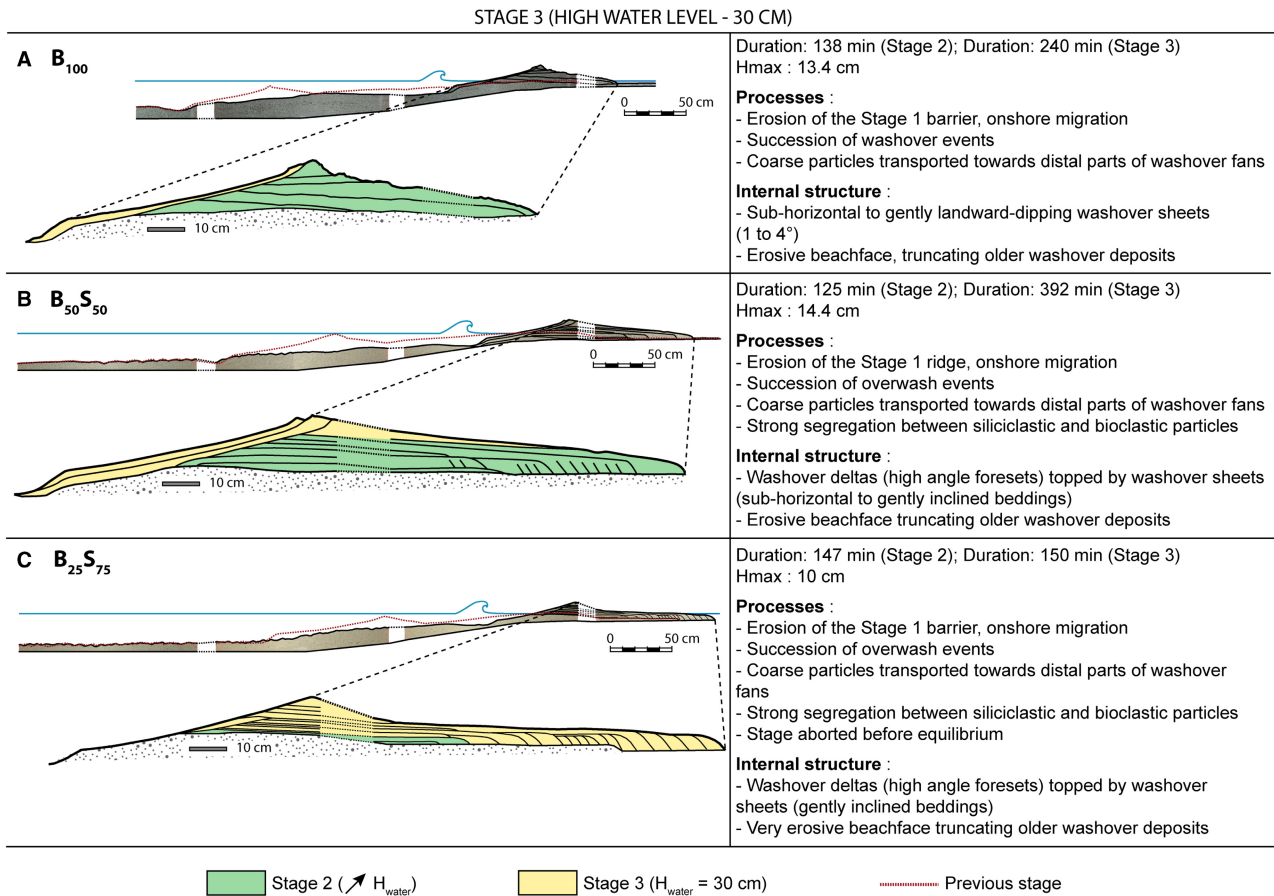 STAGE 3 (HIGH WATER LEVEL - 30 CM)
A B100
0 50 cm
10 cm
Duration: 138 min (Stage 2); Duration: 240 min (Stage 3)
Hmax : 13.4 cm
Processes :
- Erosion of the Stage 1 barrier, onshore migration
- Succession of washover events
- Coarse particles transported towards distal parts of washover fans
Internal structure :
- Sub-horizontal to gently landward-dipping washover sheets
(1 to 4°)
- Erosive beachface, truncating older washover deposits
B B50S50
0 50 cm
10 cm
Duration: 125 min (Stage 2); Duration: 392 min (Stage 3)
Hmax : 14.4 cm
Processes :
- Erosion of the Stage 1 ridge, onshore migration
- Succession of overwash events
- Coarse particles transported towards distal parts of washover fans
- Strong segregation between siliciclastic and bioclastic particles
Internal structure :
- Washover deltas (high angle foresets) topped by washover sheets
(sub-horizontal to gently inclined beddings)
- Erosive beachface truncating older washover deposits
C B25S75
0 50 cm
10 cm
Duration: 147 min (Stage 2); Duration: 150 min (Stage 3)
Hmax : 10 cm
Processes :
- Erosion of the Stage 1 barrier, onshore migration
- Succession of overwash events
- Coarse particles transported towards distal parts of washover
fans
- Strong segregation between siliciclastic and bioclastic particles
- Stage aborted before equilibrium
Internal structure :
- Washover deltas (high angle foresets) topped by washover
sheets (gently inclined beddings)
- Very erosive beachface truncating older washover deposits
Stage 2 (↗ Hwater) Stage 3 (Hwater = 30 cm) Previous stage